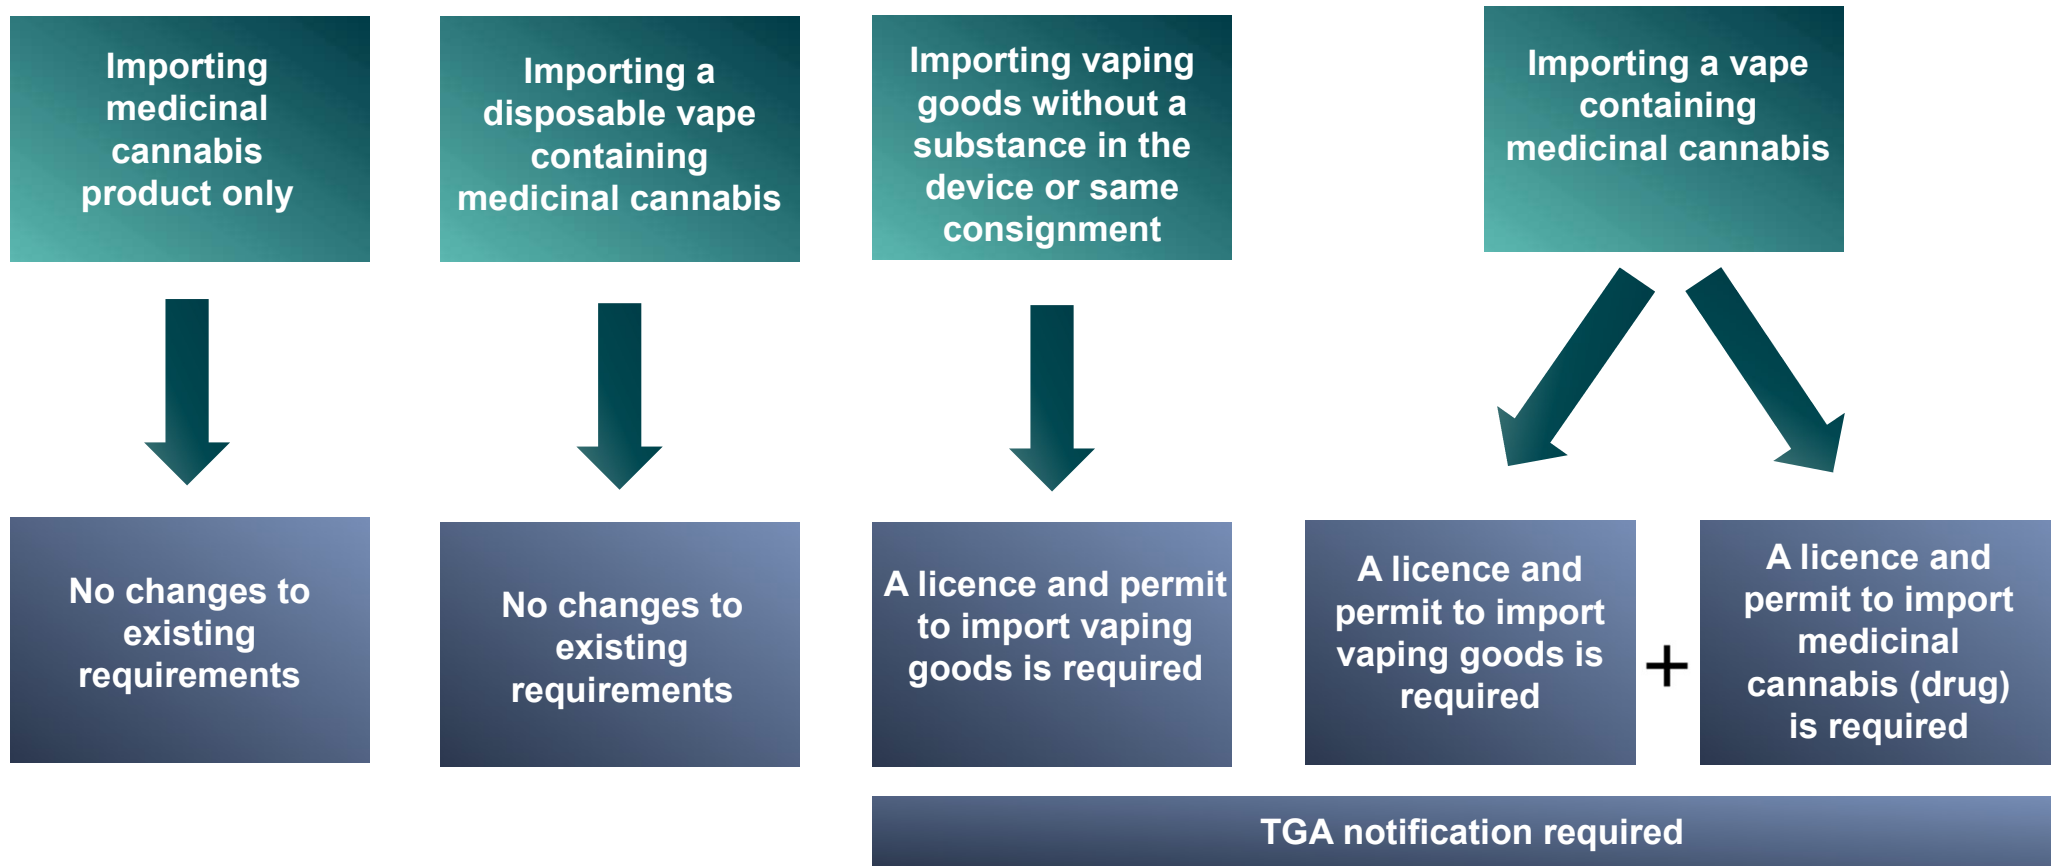 Importing
medicinal
cannabis
product only
Importing a
disposable vape
containing
medicinal cannabis
Importing vaping
goods without a
substance in the
device or same
consignment
Importing a vape
containing
medicinal cannabis
No changes to
existing
requirements
No changes to
existing
requirements
A licence and permit
to import vaping
goods is required
A licence and
permit to import
vaping goods is
required
+
A licence and
permit to import
medicinal
cannabis (drug)
is required
TGA notification required